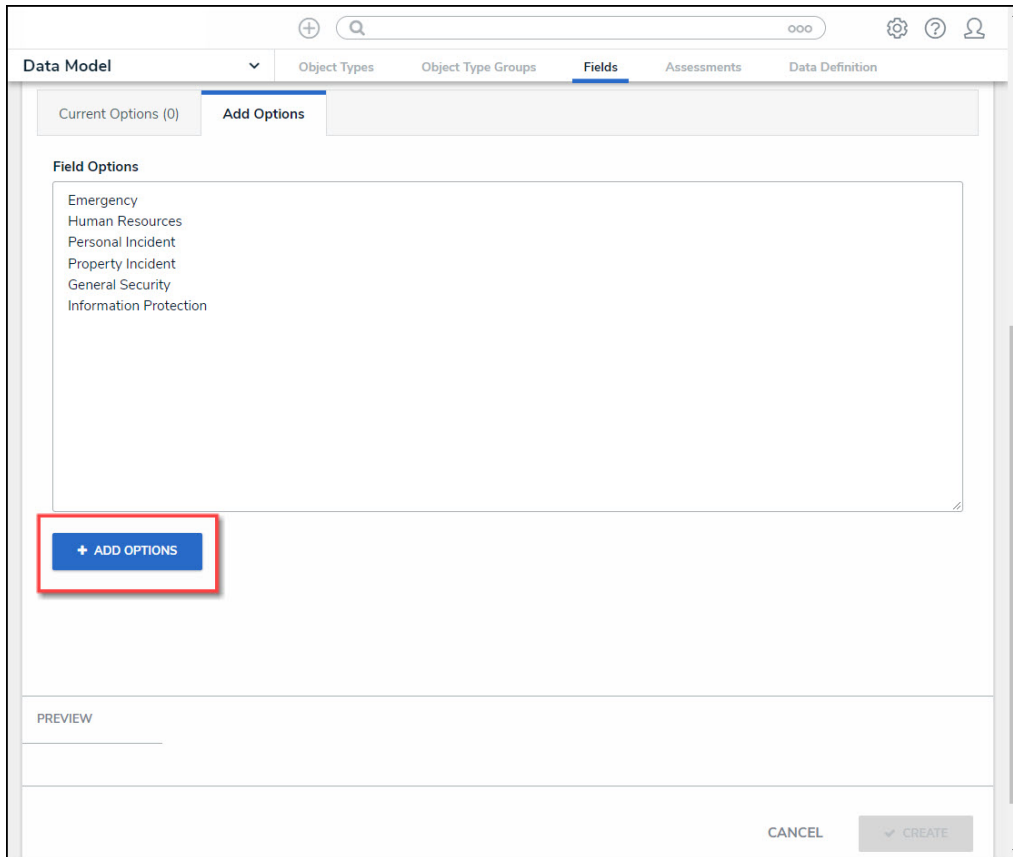 ooo
Data Model Object Types Object Type Groups Fields Assessments Data Definition
Current Options (0) Add Options
Field Options
Emergency
Human Resources
Personal Incident
Property Incident
General Security
Information Protection
+ ADD OPTIONS
PREVIEW
CANCEL ✓ CREATE